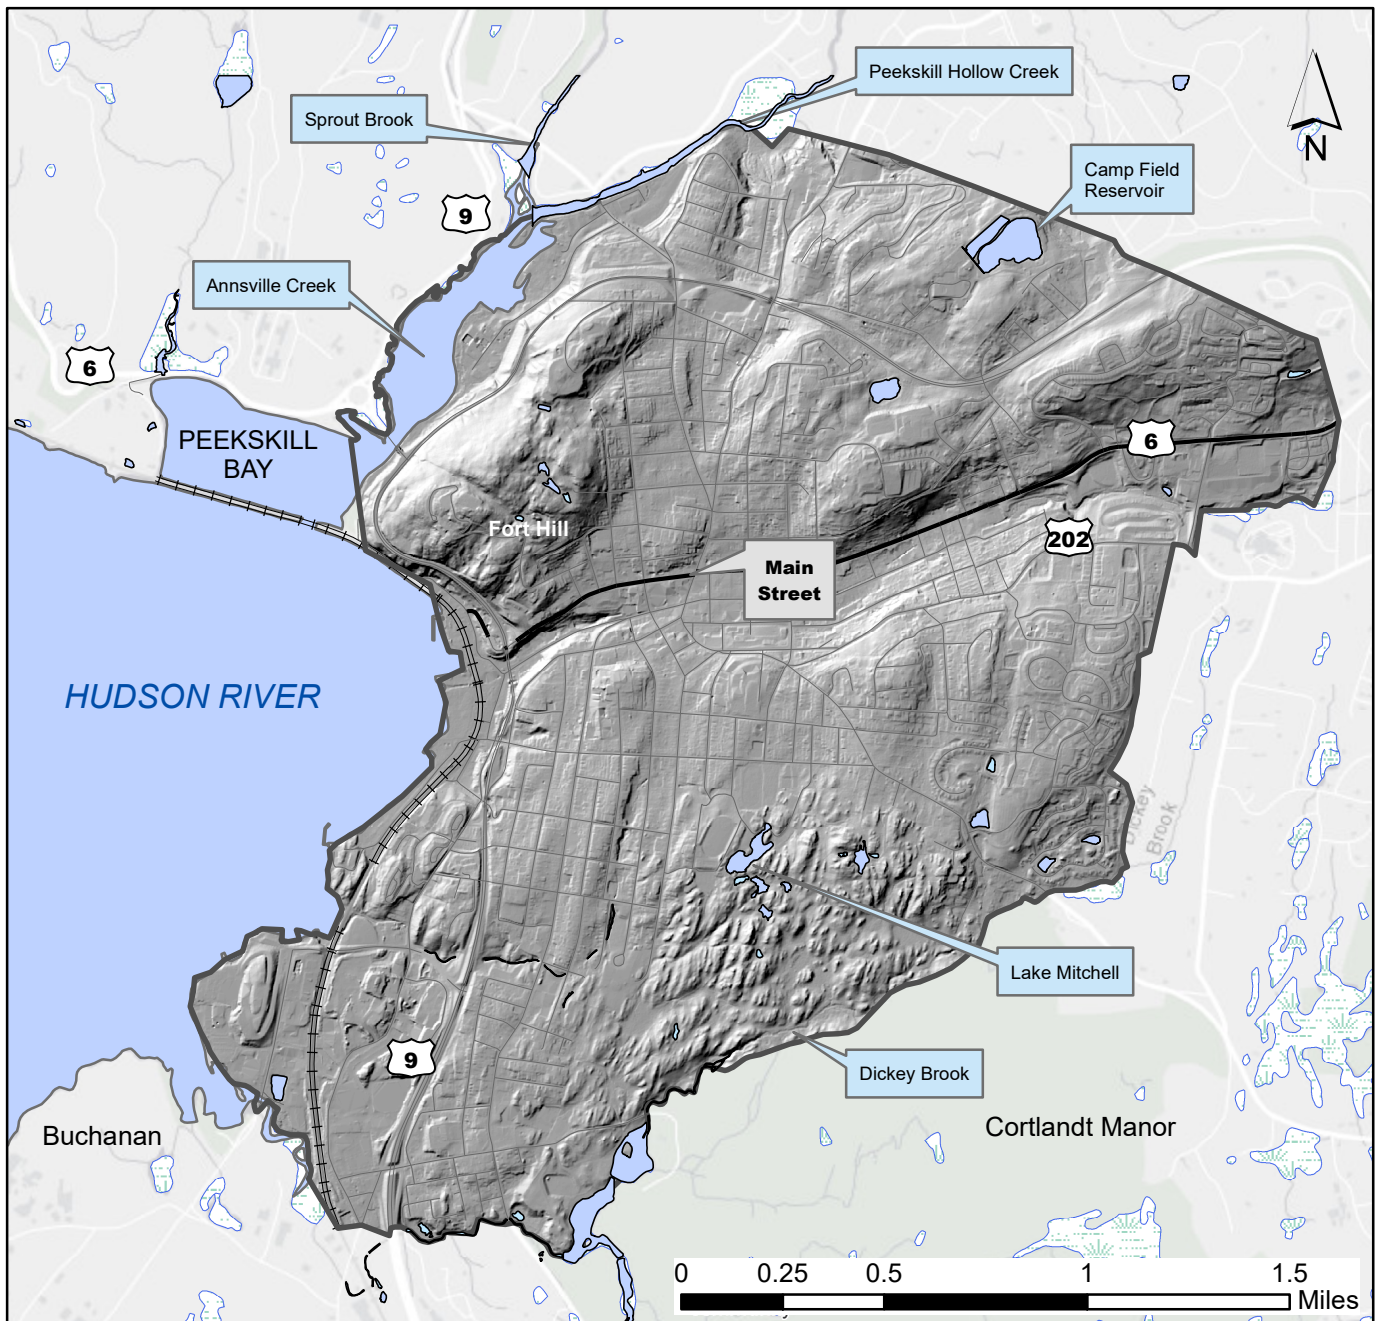 Peekskill Hollow Creek
Sprout Brook
N
Camp Field
Reservoir
9
Annsville Creek
6
PEEKSKILL
BAY
6
Fort Hill
202
Main
Street
HUDSON RIVER
Dickey
Brook
Lake Mitchell
9
Dickey Brook
Buchanan
Cortlandt Manor
0 0.25 0.5 1 1.5
Miles